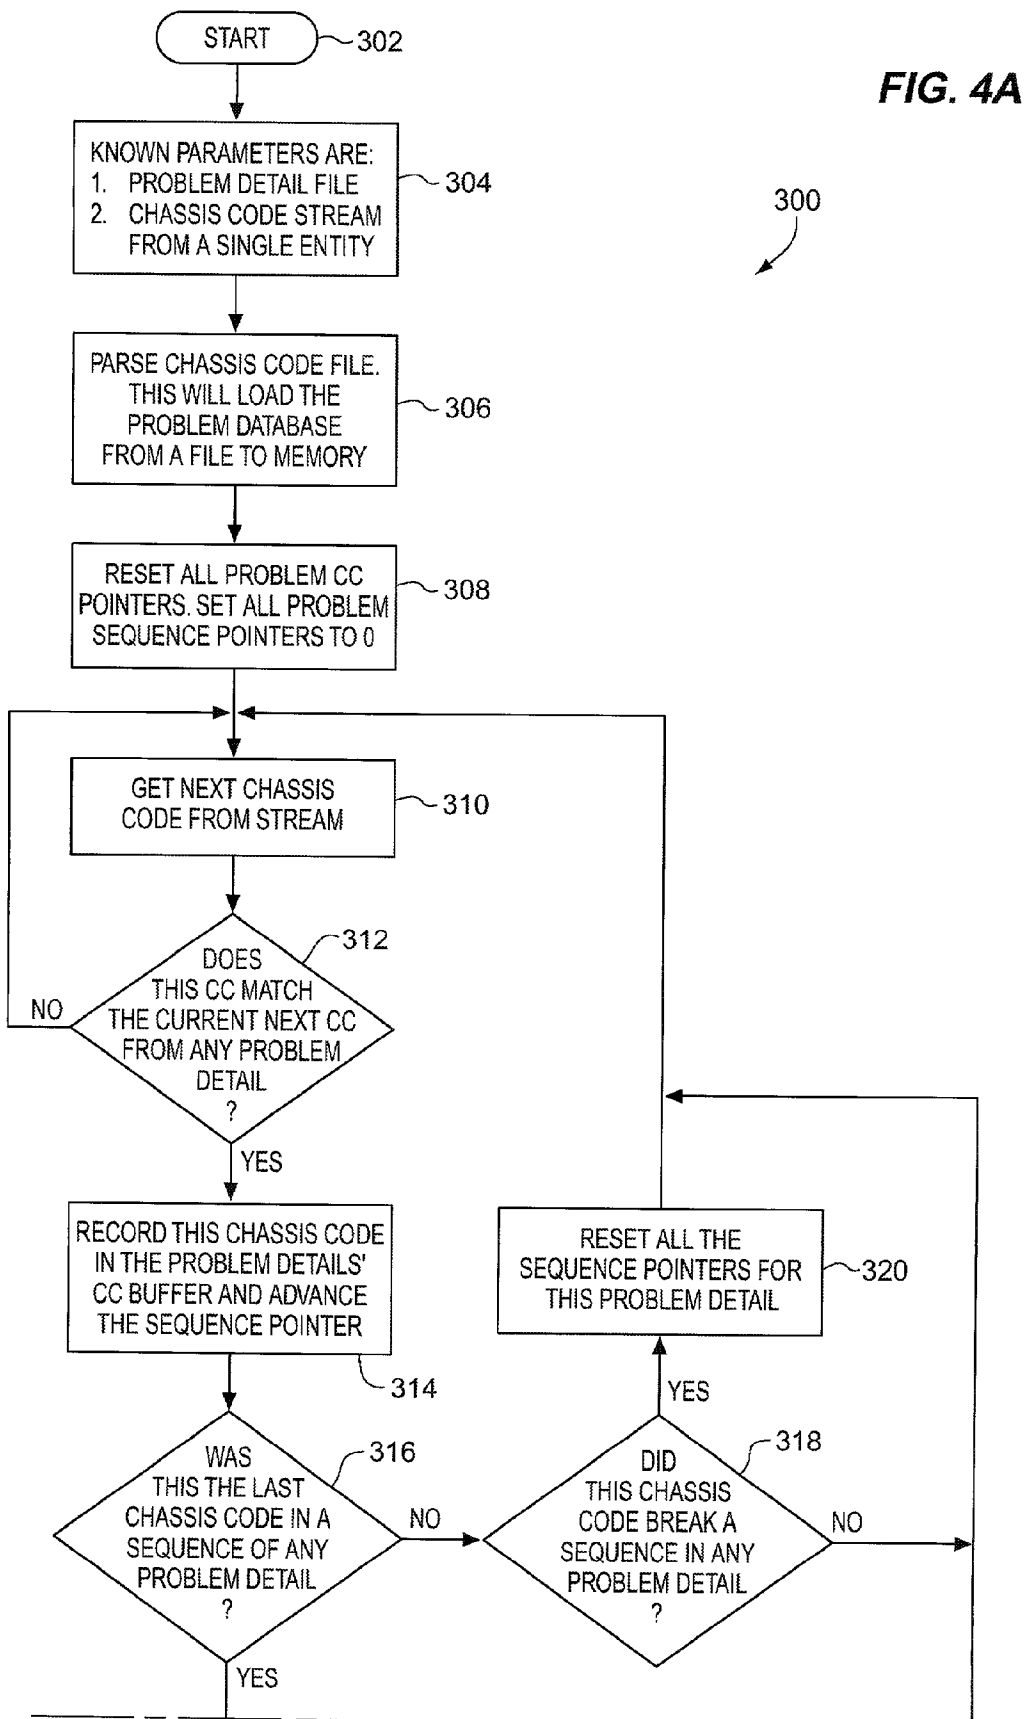 START
302
FIG. 4A
KNOWN PARAMETERS ARE:
1. PROBLEM DETAIL FILE
2. CHASSIS CODE STREAM
FROM A SINGLE ENTITY
304
300
PARSE CHASSIS CODE FILE.
THIS WILL LOAD THE
PROBLEM DATABASE
FROM A FILE TO MEMORY
306
RESET ALL PROBLEM CC
POINTERS. SET ALL PROBLEM
SEQUENCE POINTERS TO 0
308
GET NEXT CHASSIS
CODE FROM STREAM
310
DOES
THIS CC MATCH
THE CURRENT NEXT CC
FROM ANY PROBLEM
DETAIL
?
312
NO
YES
RECORD THIS CHASSIS CODE
IN THE PROBLEM DETAILS'
CC BUFFER AND ADVANCE
THE SEQUENCE POINTER
314
RESET ALL THE
SEQUENCE POINTERS FOR
THIS PROBLEM DETAIL
320
YES
WAS
THIS THE LAST
CHASSIS CODE IN A
SEQUENCE OF ANY
PROBLEM DETAIL
?
316
NO
DID
THIS CHASSIS
CODE BREAK A
SEQUENCE IN ANY
PROBLEM DETAIL
?
318
NO
YES